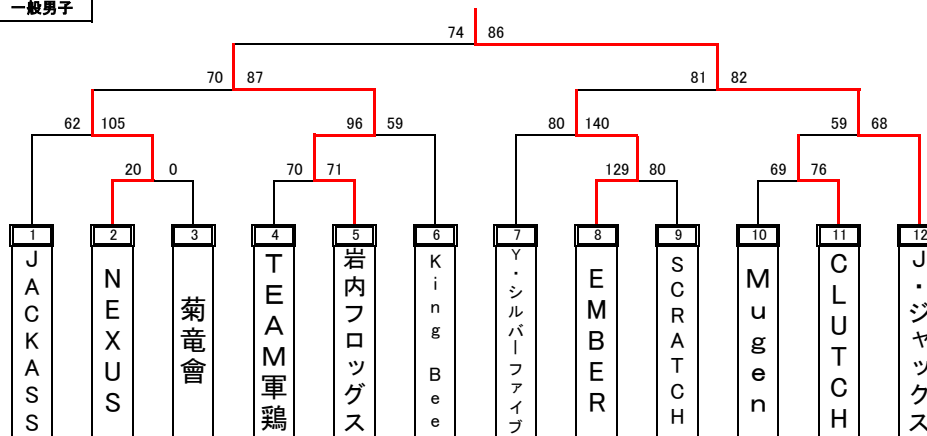 一般男子
74 86
70 87
81 82
62 105
96 59
80 140
59 68
20 0
70 71
129 80
69 76
1 2 3 4 5 6 7 8 9 10 11 12
JACKASS
NEXUS
菊竜會
TEAM軍鶏
岩内フロッグス
King Bee
Y・シルバーファイブ
EMBER
SCRATCH
Mugen
CLUTCH
J・ジャックス